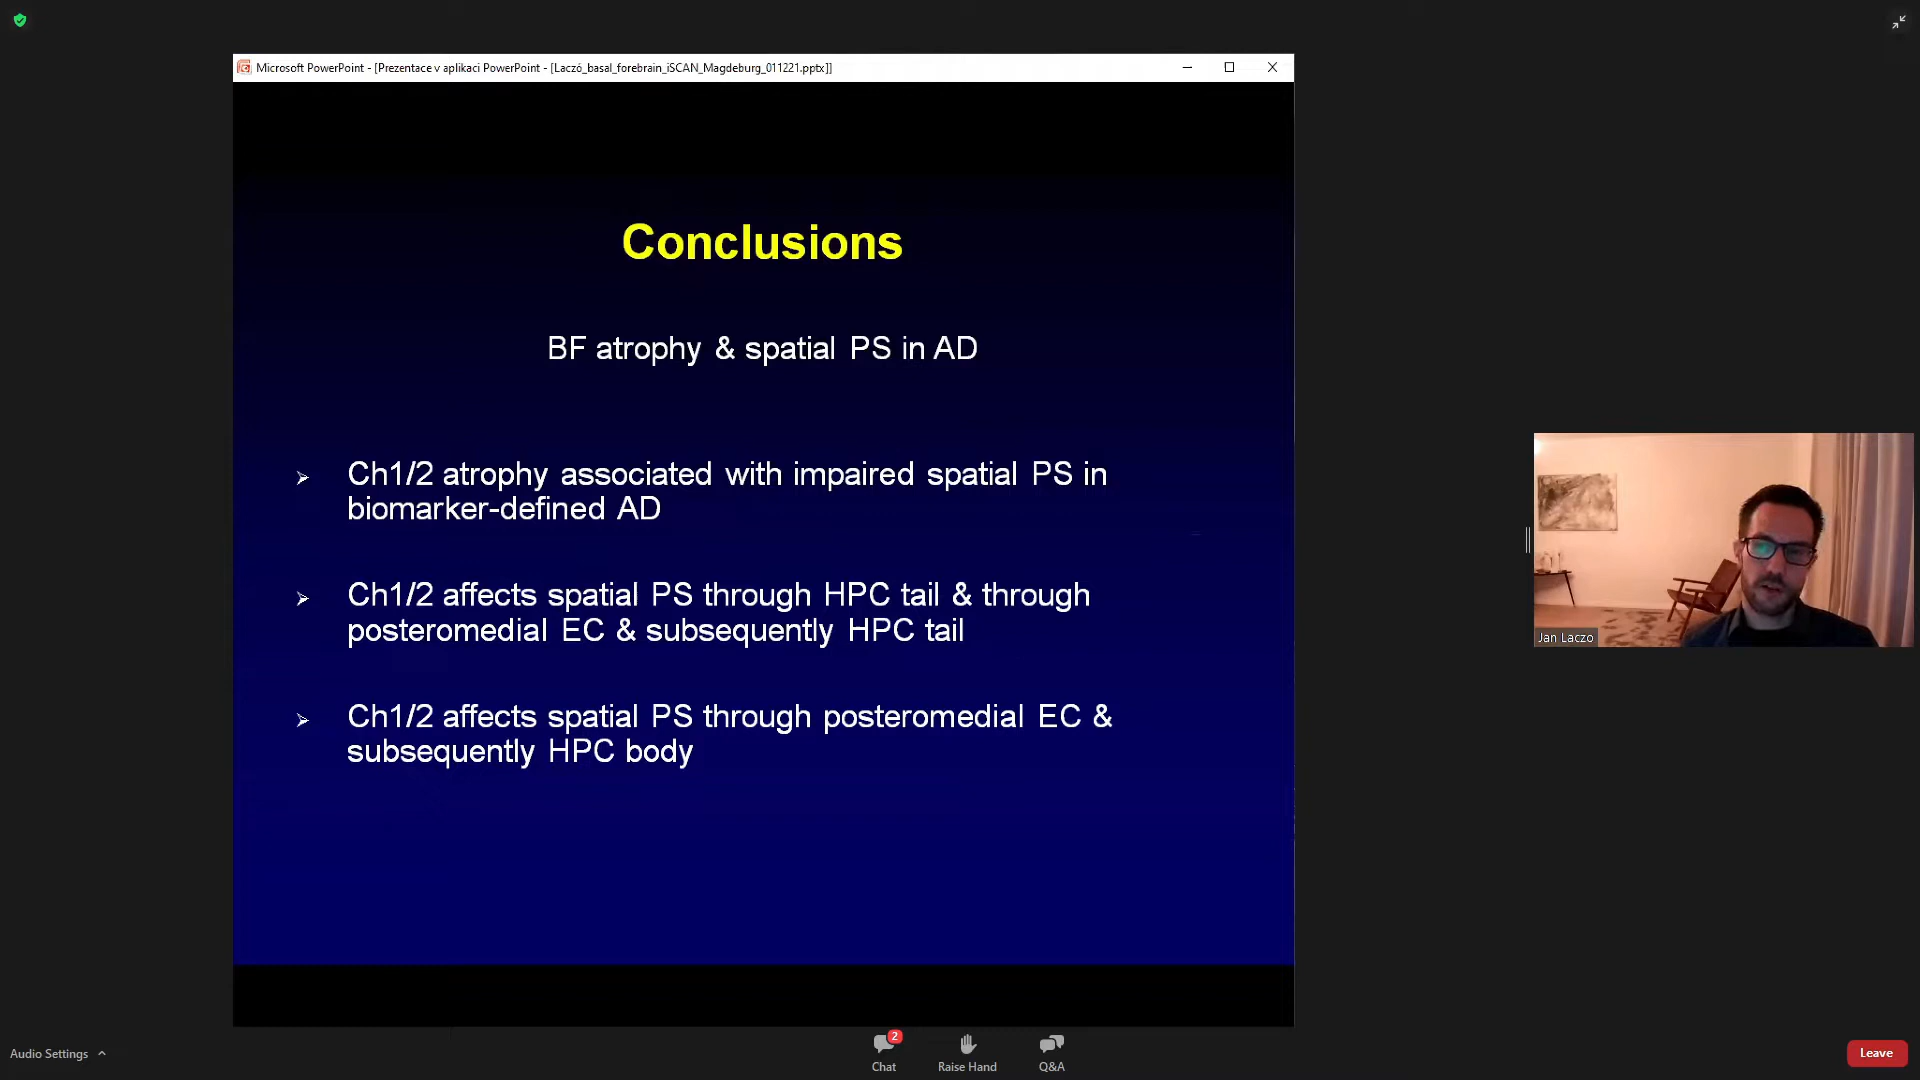 Microsoft PowerPoint - [Prezentace v aplikaci PowerPoint - [Laczó_basal_forebrain_iSCAN_Magdeburg_011221.pptx]]
Conclusions
BF atrophy & spatial PS in AD
➢ Ch1/2 atrophy associated with impaired spatial PS in
biomarker-defined AD
➢ Ch1/2 affects spatial PS through HPC tail & through
posteromedial EC & subsequently HPC tail
➢ Ch1/2 affects spatial PS through posteromedial EC &
subsequently HPC body
Jan Laczo
Audio Settings
2
Chat
Raise Hand
Q&A
Leave